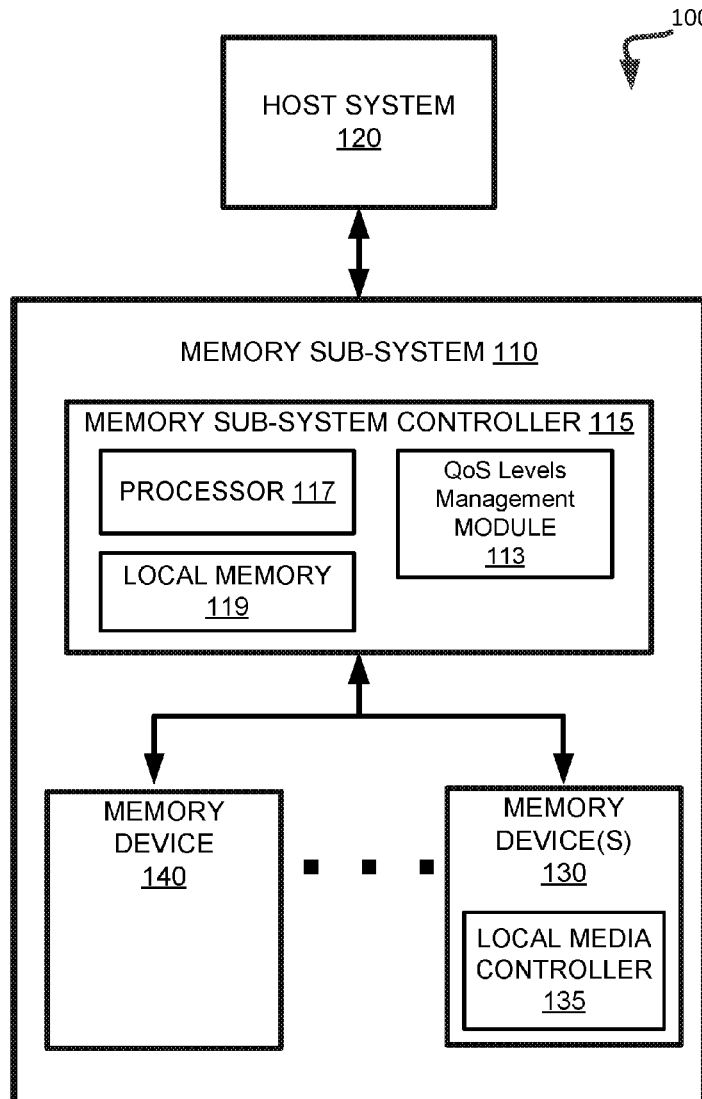 100
HOST SYSTEM
120
MEMORY SUB-SYSTEM 110
MEMORY SUB-SYSTEM CONTROLLER 115
PROCESSOR 117
LOCAL MEMORY
119
QoS Levels
Management
MODULE
113
MEMORY
DEVICE
140
MEMORY
DEVICE(S)
130
LOCAL MEDIA
CONTROLLER
135